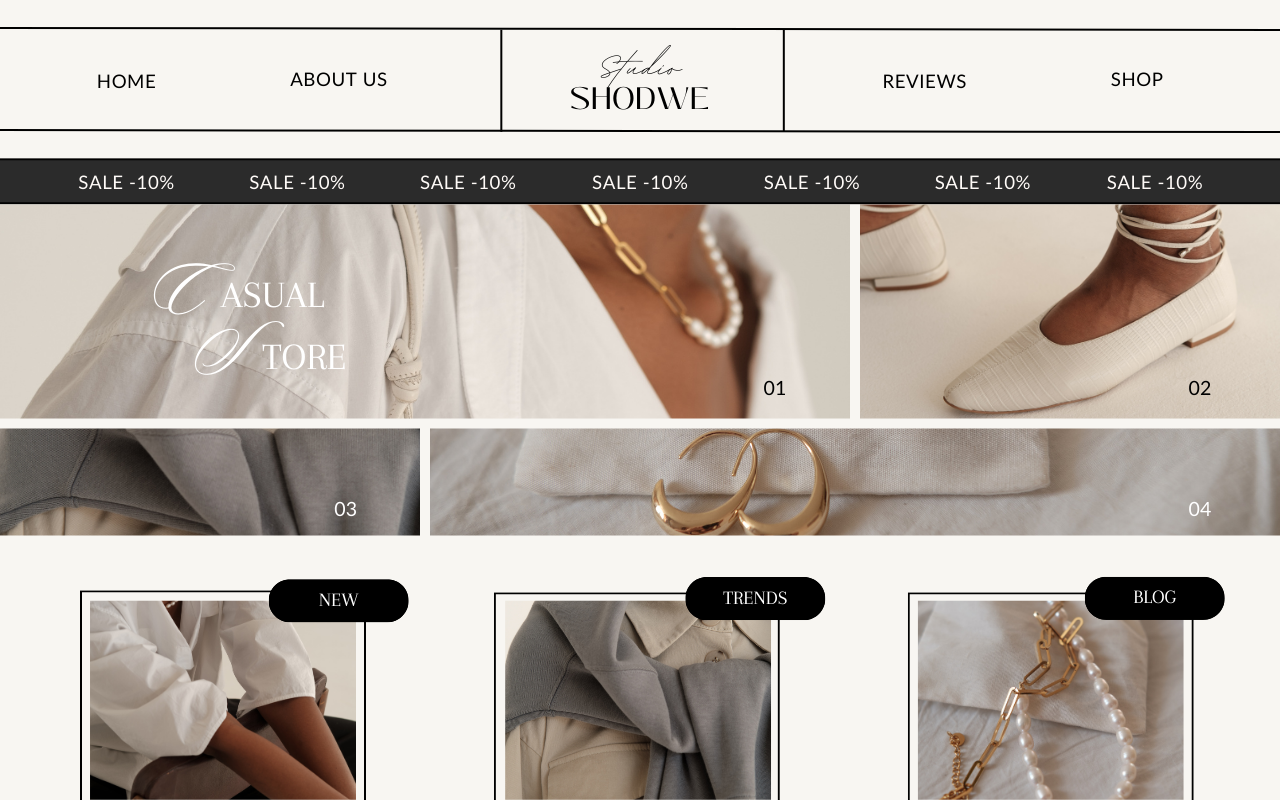 HOME
ABOUT US
Studio
SHODWE
REVIEWS
SHOP
SALE -10% SALE -10% SALE -10% SALE -10% SALE -10% SALE -10% SALE -10%
CASUAL
STORE
01
02
03
04
NEW
TRENDS
BLOG